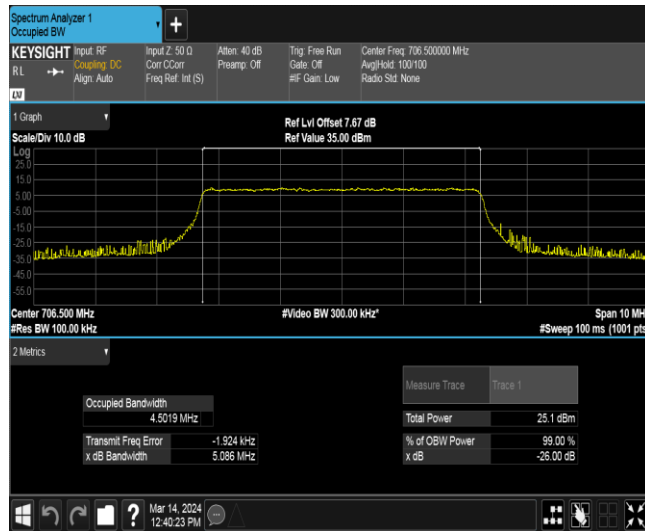 Spectrum Analyzer 1
Occupied BW
+
KEYSIGHT
RL
LXI
Input: RF
Coupling: DC
Align: Auto
Input Z: 50 Ω
Corr CCorr
Freq Ref: Int (S)
Atten: 40 dB
Preamp: Off
Trig: Free Run
Gate: Off
#IF Gain: Low
Center Freq: 706.500000 MHz
Avg|Hold: 100/100
Radio Std: None
1 Graph
Scale/Div 10.0 dB
Ref Lvl Offset 7.67 dB
Ref Value 35.00 dBm
Log
25.0
15.0
5.00
-5.00
-15.0
-25.0
-35.0
-45.0
-55.0
Center 706.500 MHz
#Video BW 300.00 kHz*
Span 10 MH
#Res BW 100.00 kHz
#Sweep 100 ms (1001 pts
2 Metrics
Measure Trace Trace 1
Occupied Bandwidth
4.5019 MHz
Total Power 25.1 dBm
Transmit Freq Error -1.924 kHz
% of OBW Power 99.00 %
x dB Bandwidth 5.086 MHz
x dB -26.00 dB
?
Mar 14, 2024
12:40:23 PM